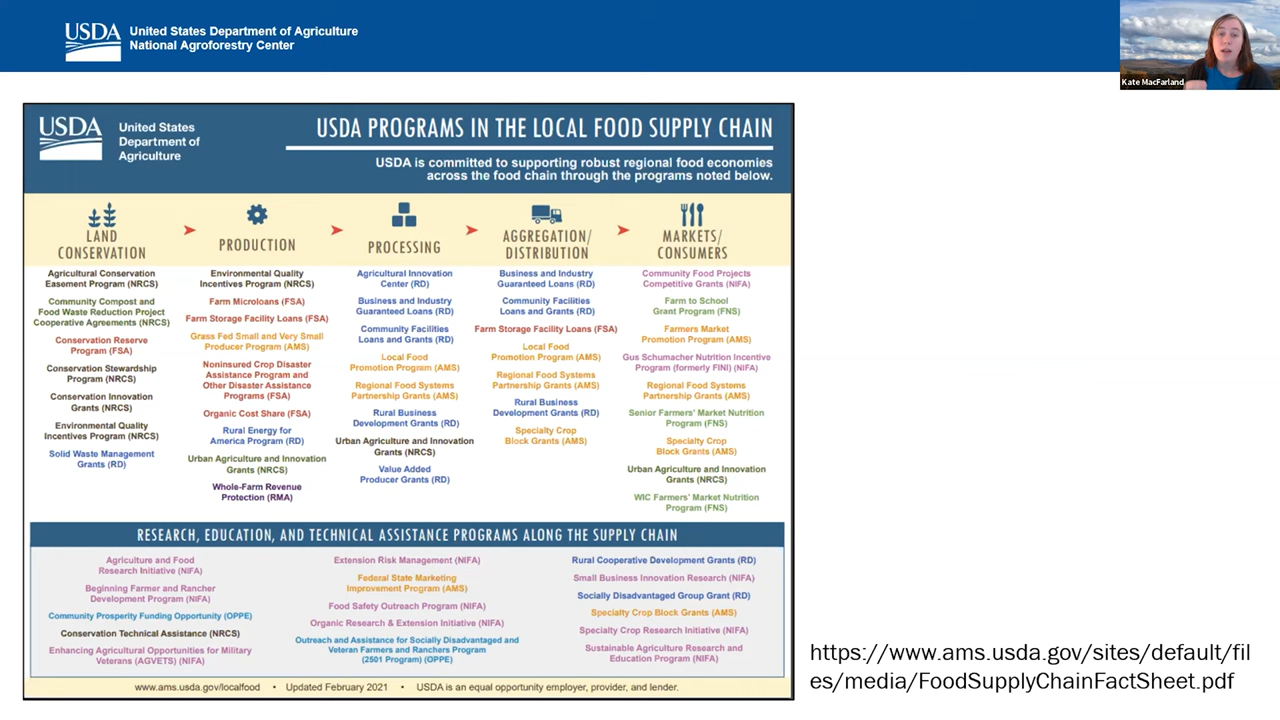 USDA
United States Department of Agriculture
National Agroforestry Center
Kate MacFarland
USDA
United States
Department of
Agriculture
USDA PROGRAMS IN THE LOCAL FOOD SUPPLY CHAIN
USDA is committed to supporting robust regional food economies
across the food chain through the programs noted below.
LAND
CONSERVATION
Agricultural Conservation
Easement Program (NRCS)
Community Compost and
Food Waste Reduction Project
Cooperative Agreements (NRCS)
Conservation Reserve
Program (FSA)
Conservation Stewardship
Program (NRCS)
Conservation Innovation
Grants (NRCS)
Environmental Quality
Incentives Program (NRCS)
Solid Waste Management
Grants (RD)
PRODUCTION
Environmental Quality
Incentives Program (NRCS)
Farm Microloans (FSA)
Farm Storage Facility Loans (FSA)
Grass Fed Small and Very Small
Producer Program (AMS)
Noninsured Crop Disaster
Assistance Program and
Other Disaster Assistance
Programs (FSA)
Organic Cost Share (FSA)
Rural Energy for
America Program (RD)
Urban Agriculture and Innovation
Grants (NRCS)
Whole-Farm Revenue
Protection (RMA)
PROCESSING
Agricultural Innovation
Center (RD)
Business and Industry
Guaranteed Loans (RD)
Community Facilities
Loans and Grants (RD)
Local Food
Promotion Program (AMS)
Regional Food Systems
Partnership Grants (AMS)
Rural Business
Development Grants (RD)
Urban Agriculture and Innovation
Grants (NRCS)
Value Added
Producer Grants (RD)
AGGREGATION/
DISTRIBUTION
Business and Industry
Guaranteed Loans (RD)
Community Facilities
Loans and Grants (RD)
Farm Storage Facility Loans (FSA)
Local Food
Promotion Program (AMS)
Regional Food Systems
Partnership Grants (AMS)
Rural Business
Development Grants (RD)
Specialty Crop
Block Grants (AMS)
MARKETS/
CONSUMERS
Community Food Projects
Competitive Grants (NIFA)
Farm to School
Grant Program (FNS)
Farmers Market
Promotion Program (AMS)
Gus Schumacher Nutrition Incentive
Program (formerly FINI) (NIFA)
Regional Food Systems
Partnership Grants (AMS)
Senior Farmers' Market Nutrition
Program (FNS)
Specialty Crop
Block Grants (AMS)
Urban Agriculture and Innovation
Grants (NRCS)
WIC Farmers' Market Nutrition
Program (FNS)
RESEARCH, EDUCATION, AND TECHNICAL ASSISTANCE PROGRAMS ALONG THE SUPPLY CHAIN
Agriculture and Food
Research Initiative (NIFA)
Beginning Farmer and Rancher
Development Program (NIFA)
Community Prosperity Funding Opportunity (OPPE)
Conservation Technical Assistance (NRCS)
Enhancing Agricultural Opportunities for Military
Veterans (AGVETS) (NIFA)
Extension Risk Management (NIFA)
Federal State Marketing
Improvement Program (AMS)
Food Safety Outreach Program (NIFA)
Organic Research & Extension Initiative (NIFA)
Outreach and Assistance for Socially Disadvantaged and
Veteran Farmers and Ranchers Program
(2501 Program) (OPPE)
Rural Cooperative Development Grants (RD)
Small Business Innovation Research (NIFA)
Socially Disadvantaged Group Grant (RD)
Specialty Crop Block Grants (AMS)
Specialty Crop Research Initiative (NIFA)
Sustainable Agriculture Research and
Education Program (NIFA)
www.ams.usda.gov/localfood • Updated February 2021 • USDA is an equal opportunity employer, provider, and lender.
https://www.ams.usda.gov/sites/default/fil
es/media/FoodSupplyChainFactSheet.pdf